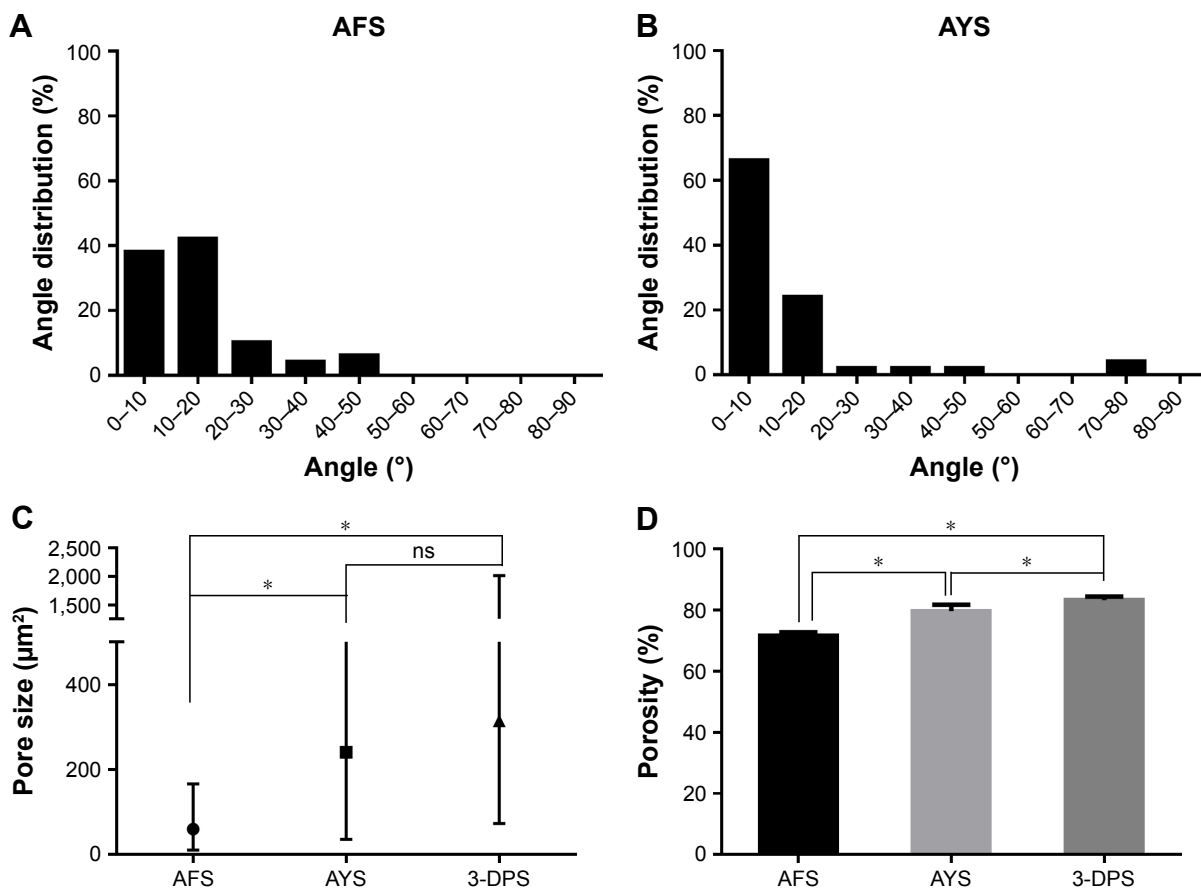 A
AFS
Angle distribution (%)
100
80
60
40
20
0
0–10
10–20
20–30
30–40
40–50
50–60
60–70
70–80
80–90
Angle (°)
B
AYS
Angle distribution (%)
100
80
60
40
20
0
0–10
10–20
20–30
30–40
40–50
50–60
60–70
70–80
80–90
Angle (°)
C
Pore size (µm²)
2,500
2,000
1,500
400
200
0
*
ns
*
AFS
AYS
3-DPS
D
Porosity (%)
100
80
60
40
20
0
*
*
*
AFS
AYS
3-DPS